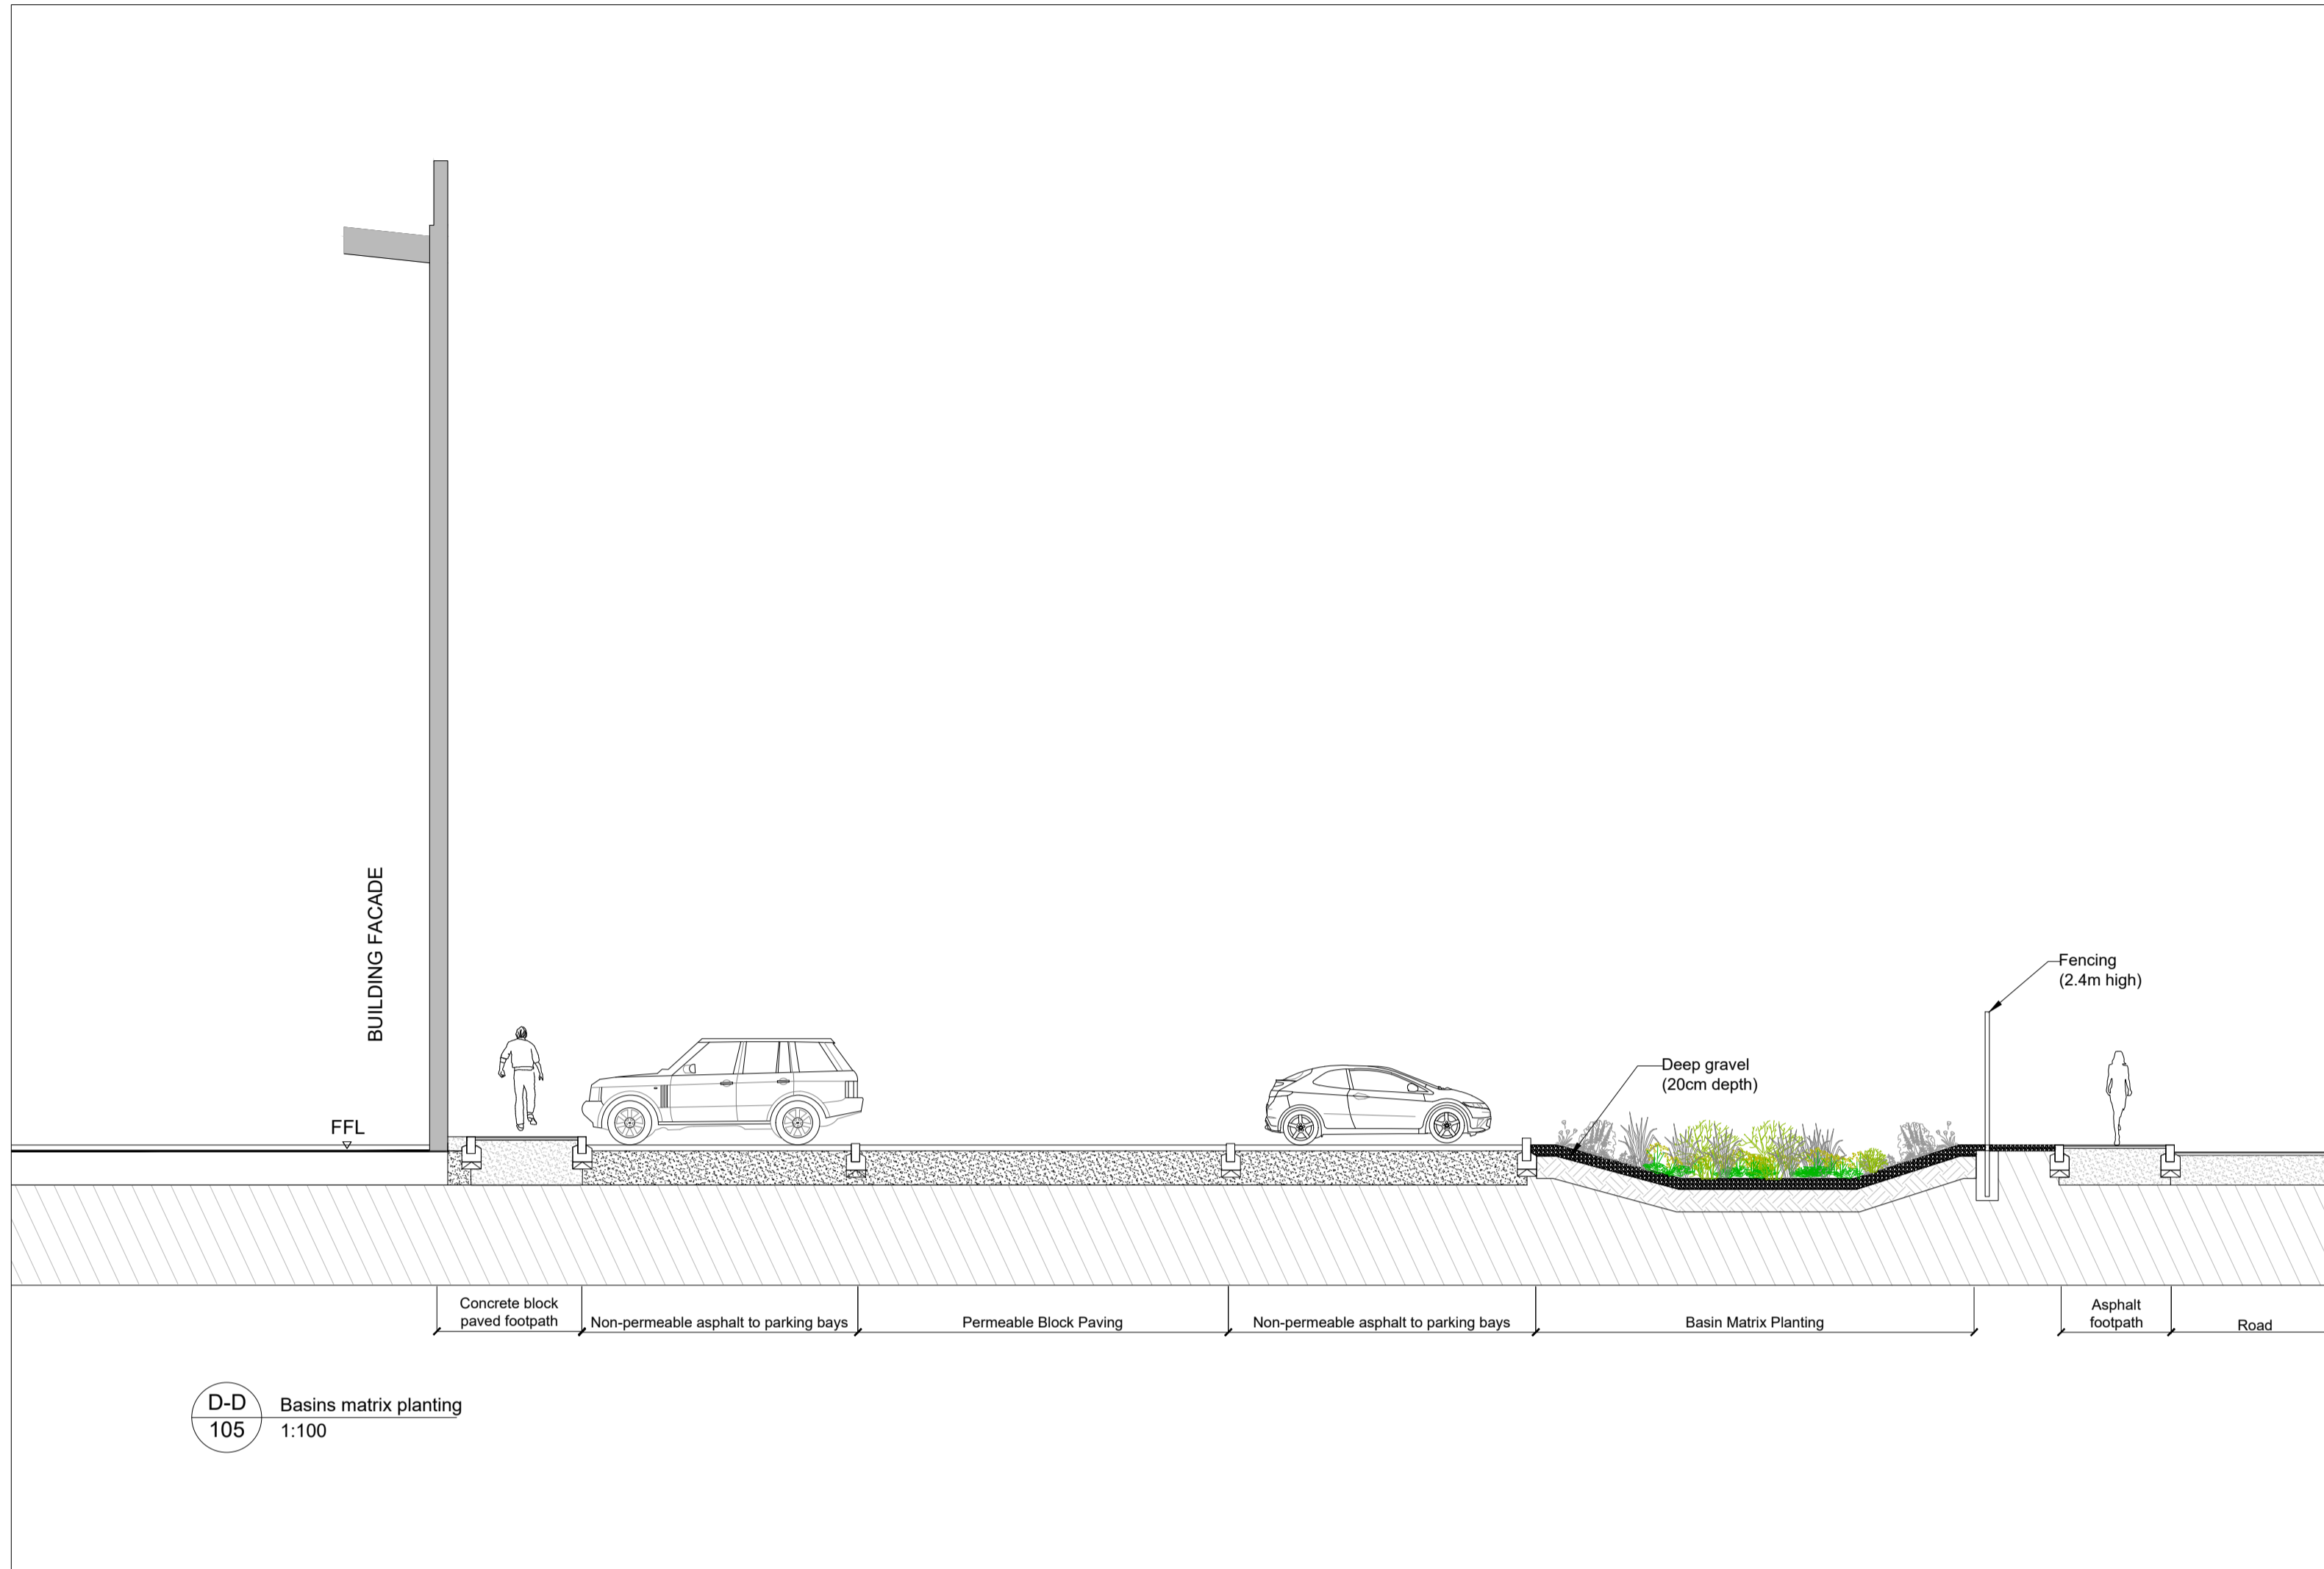 BUILDING FACADE
FFL
Fencing
(2.4m high)
Deep gravel
(20cm depth)
Concrete block
paved footpath
Non-permeable asphalt to parking bays
Permeable Block Paving
Non-permeable asphalt to parking bays
Basin Matrix Planting
Asphalt
footpath
Road
D-D
105
Basins matrix planting
1:100